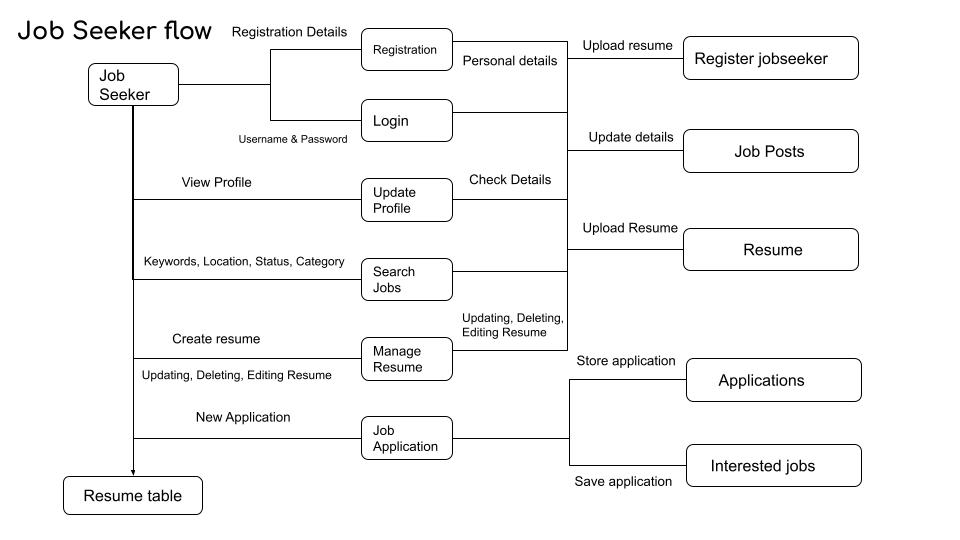 Job Seeker flow
Registration Details
Registration
Upload resume
Register jobseeker
Personal details
Job
Seeker
Login
Username & Password
Update details
Job Posts
View Profile
Update
Profile
Check Details
Upload Resume
Resume
Keywords, Location, Status, Category
Search
Jobs
Updating, Deleting,
Editing Resume
Create resume
Manage
Resume
Updating, Deleting, Editing Resume
Store application
Applications
New Application
Job
Application
Interested jobs
Save application
Resume table